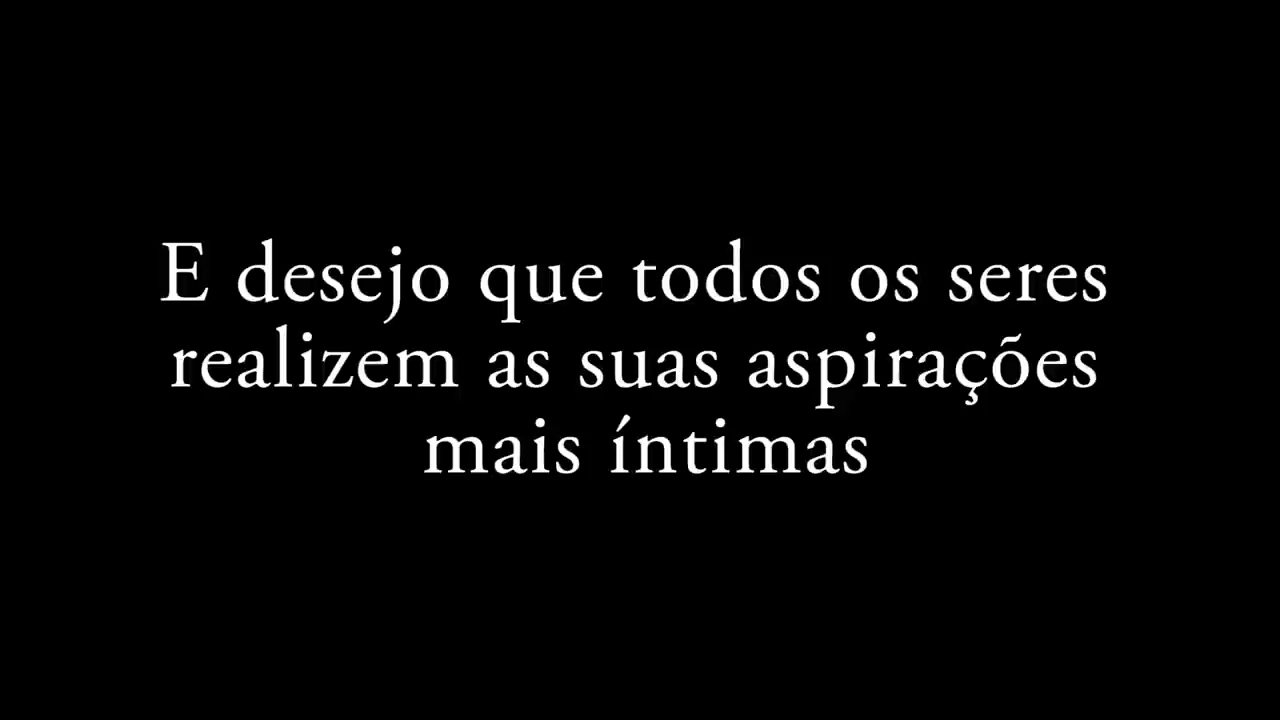 E desejo que todos os seres
realizem as suas aspirações
mais íntimas